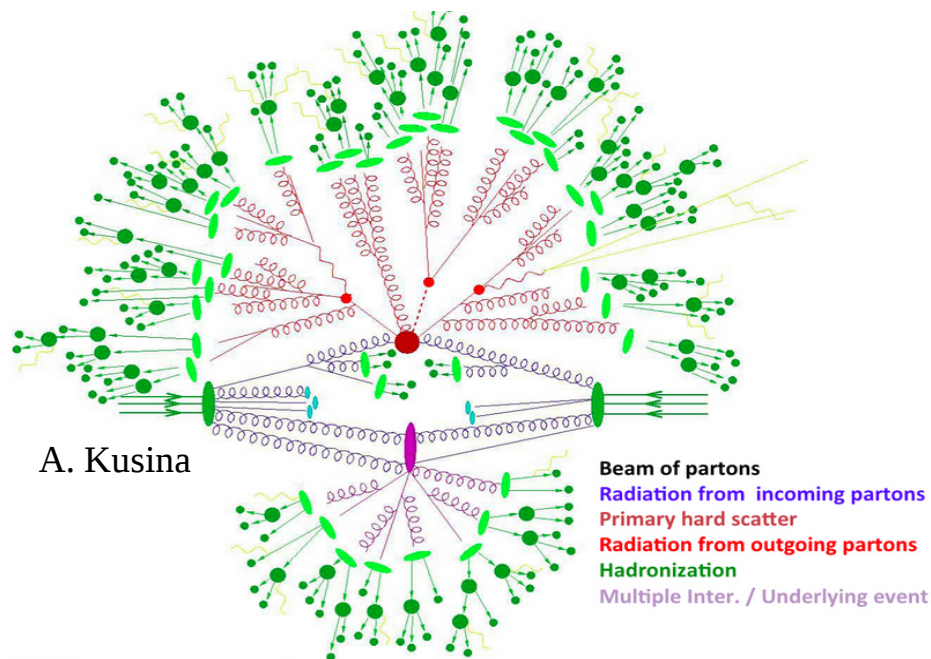 A. Kusina
Beam of partons
Radiation from  incoming partons
Primary hard scatter
Radiation from outgoing partons
Hadronization
Multiple Inter. / Underlying event